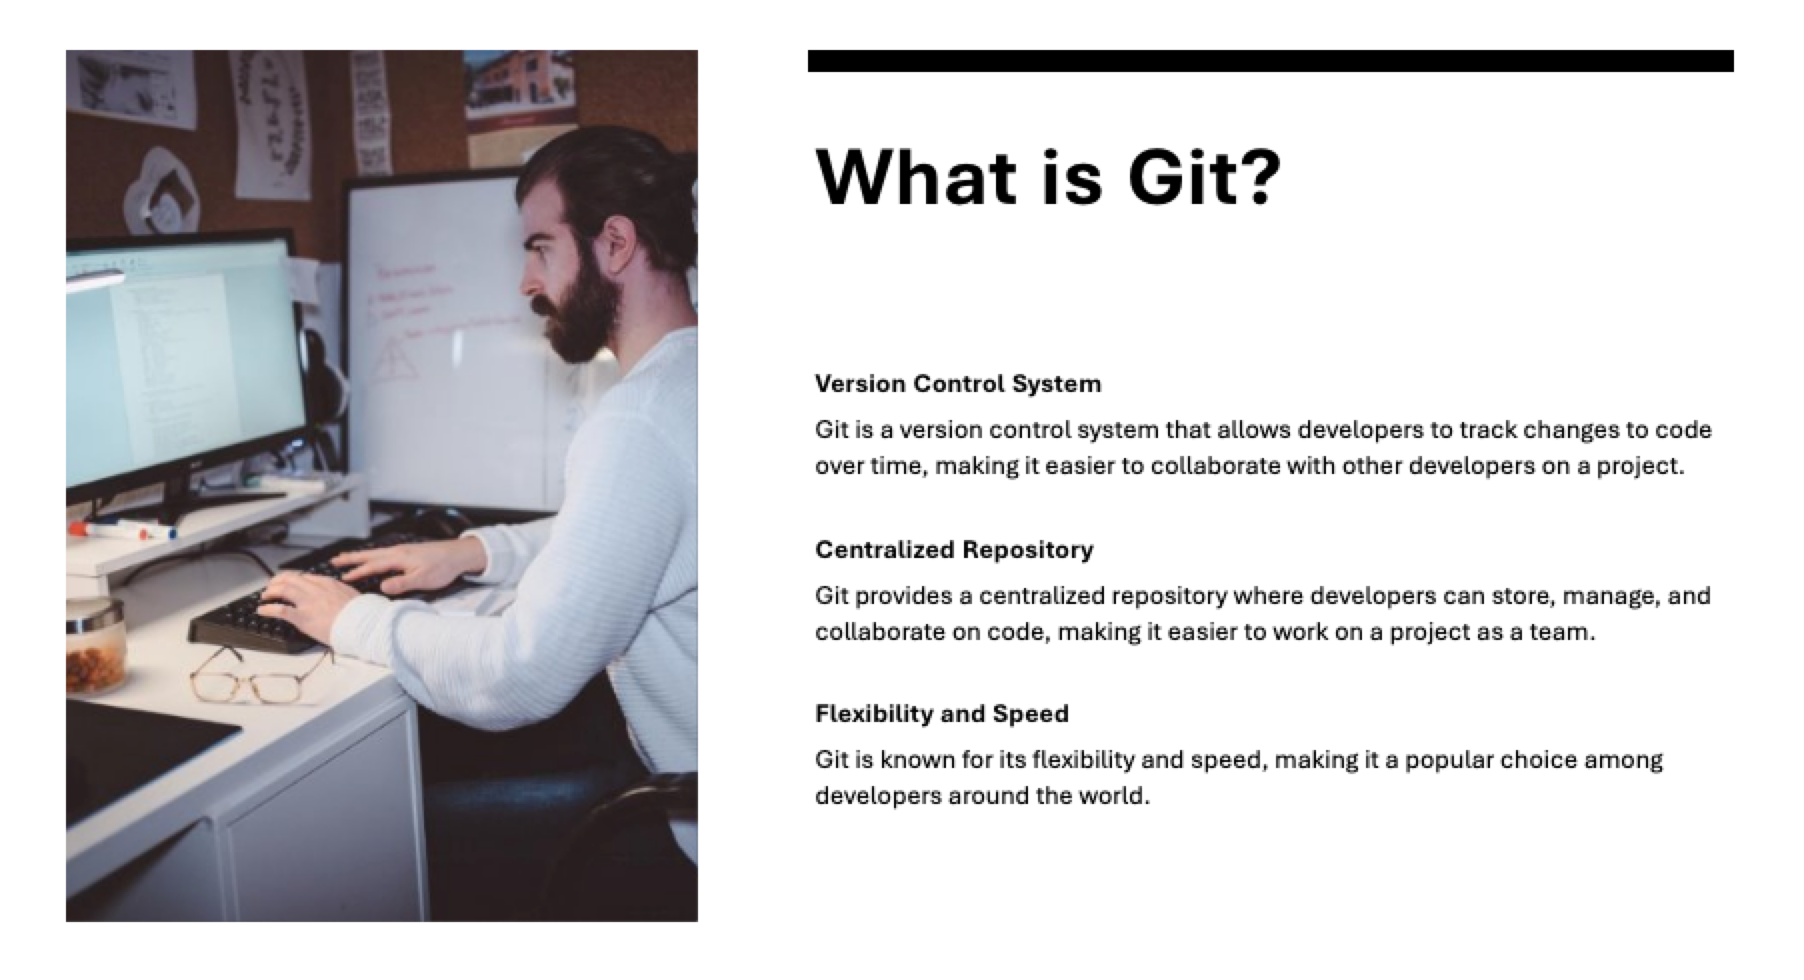 What is Git?
Version Control System
Git is a version control system that allows developers to track changes to code
over time, making it easier to collaborate with other developers on a project.
Centralized Repository
Git provides a centralized repository where developers can store, manage, and
collaborate on code, making it easier to work on a project as a team.
Flexibility and Speed
Git is known for its flexibility and speed, making it a popular choice among
developers around the world.